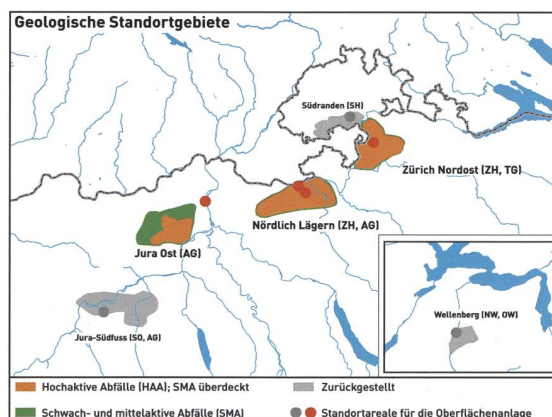 Geologische Standortgebiete
Südranden (SH)
Zürich Nordost (ZH, TG)
Nördlich Lägern (ZH, AG)
Jura Ost (AG)
Wellenberg (NW, OW)
Jura-Südfuss (SO, AG)
Hochaktive Abfälle (HAA); SMA überdeckt
Zurückgestellt
Schwach- und mittelaktive Abfälle (SMA)
Standortareale für die Oberflächenanlage